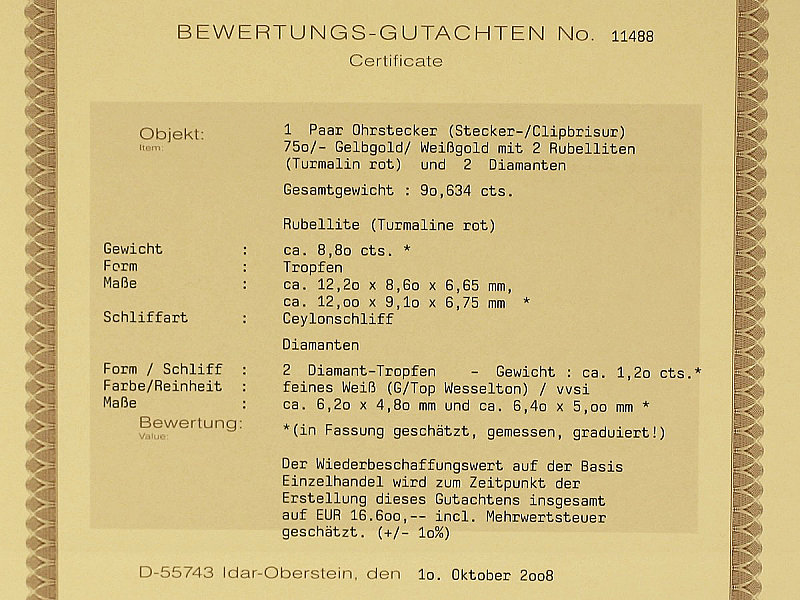 BEWERTUNGS-GUTACHTEN No. 11488
Certificate
Objekt: 1 Paar Ohrstecker (Stecker-/Clipbrisur)
Item: 75o/- Gelbgold/ Weißgold mit 2 Rubelliten
(Turmalin rot) und 2 Diamanten
Gesamtgewicht : 9o,634 cts.
Rubellite (Turmaline rot)
Gewicht : ca. 8,8o cts. *
Form : Tropfen
Maße : ca. 12,2o x 8,6o x 6,65 mm,
ca. 12,oo x 9,1o x 6,75 mm *
Schliffart : Ceylonschliff
Diamanten
Form / Schliff : 2 Diamant-Tropfen - Gewicht : ca. 1,2o cts.*
Farbe/Reinheit : feines Weiß (G/Top Wesselton) / vvsi
Maße : ca. 6,2o x 4,8o mm und ca. 6,4o x 5,oo mm *
Bewertung: *(in Fassung geschätzt, gemessen, graduiert!)
Value:
Der Wiederbeschaffungswert auf der Basis
Einzelhandel wird zum Zeitpunkt der
Erstellung dieses Gutachtens insgesamt
auf EUR 16.6oo,-- incl. Mehrwertsteuer
geschätzt. (+/- 1o%)
D-55743 Idar-Oberstein, den 1o. Oktober 2oo8